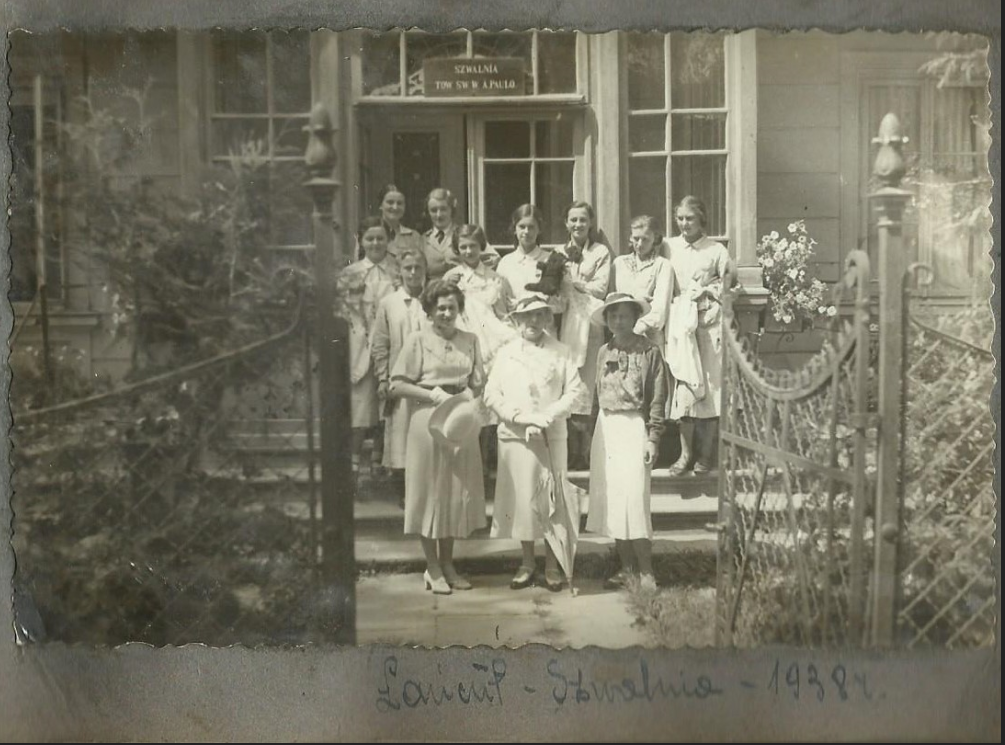 SZWALNIA
TOW. ŚW. W. A PAULO.
Łańcut - Szwalnia - 1938 r.